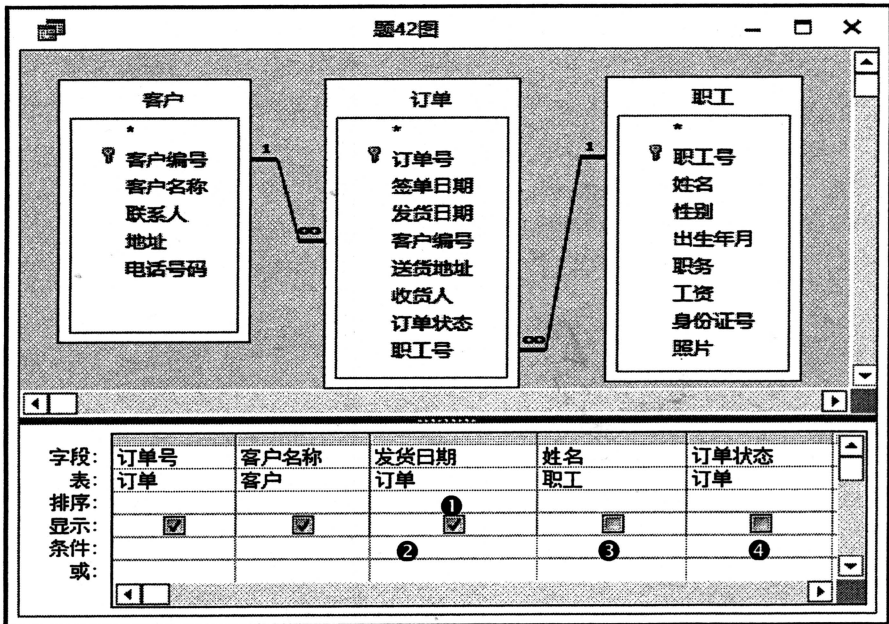 题42图
客户
*
客户编号
客户名称
联系人
地址
电话号码
1
∞
订单
*
订单号
签单日期
发货日期
客户编号
送货地址
收货人
订单状态
职工号
1
∞
职工
*
职工号
姓名
性别
出生年月
职务
工资
身份证号
照片
字段: 订单号 客户名称 发货日期 姓名 订单状态
表: 订单 客户 订单 职工 订单
排序: ❶
显示:
条件: ❷ ❸ ❹
或: